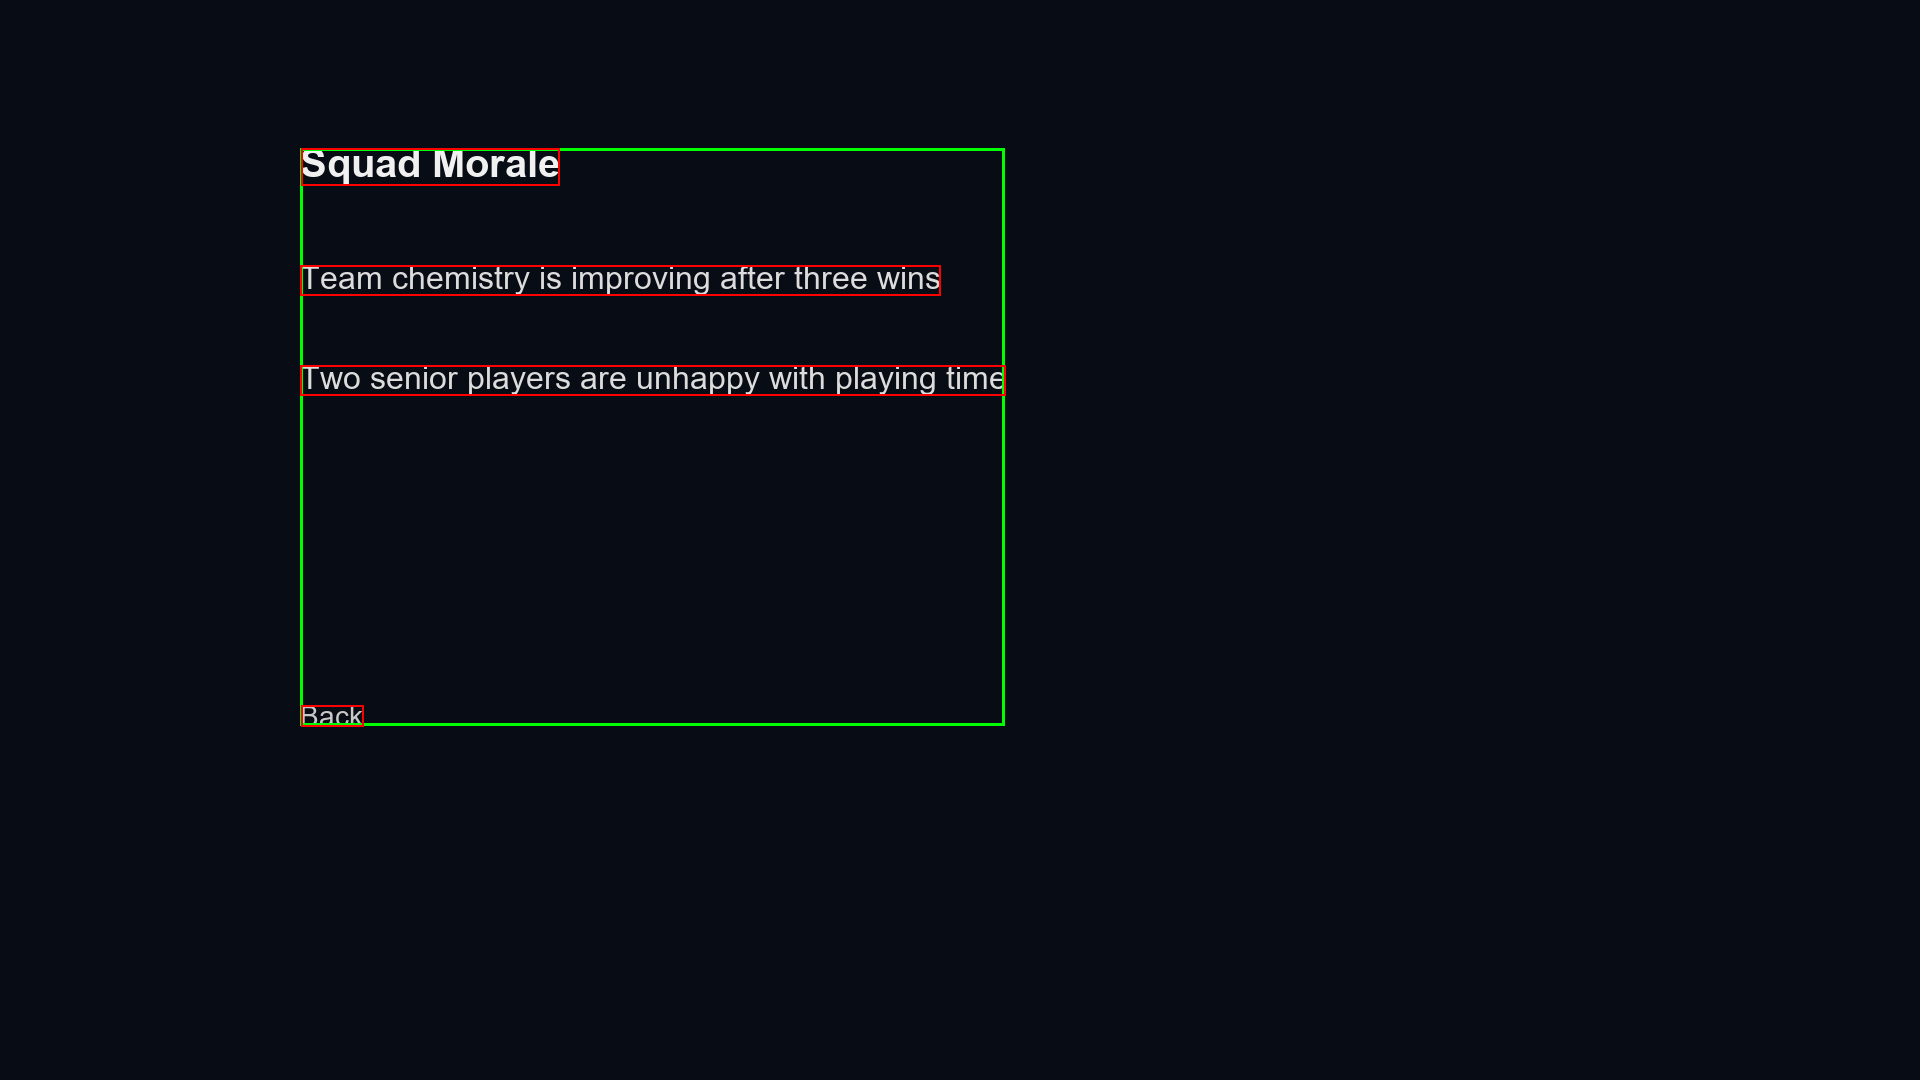 Squad Morale
Team chemistry is improving after three wins
Two senior players are unhappy with playing time
Back